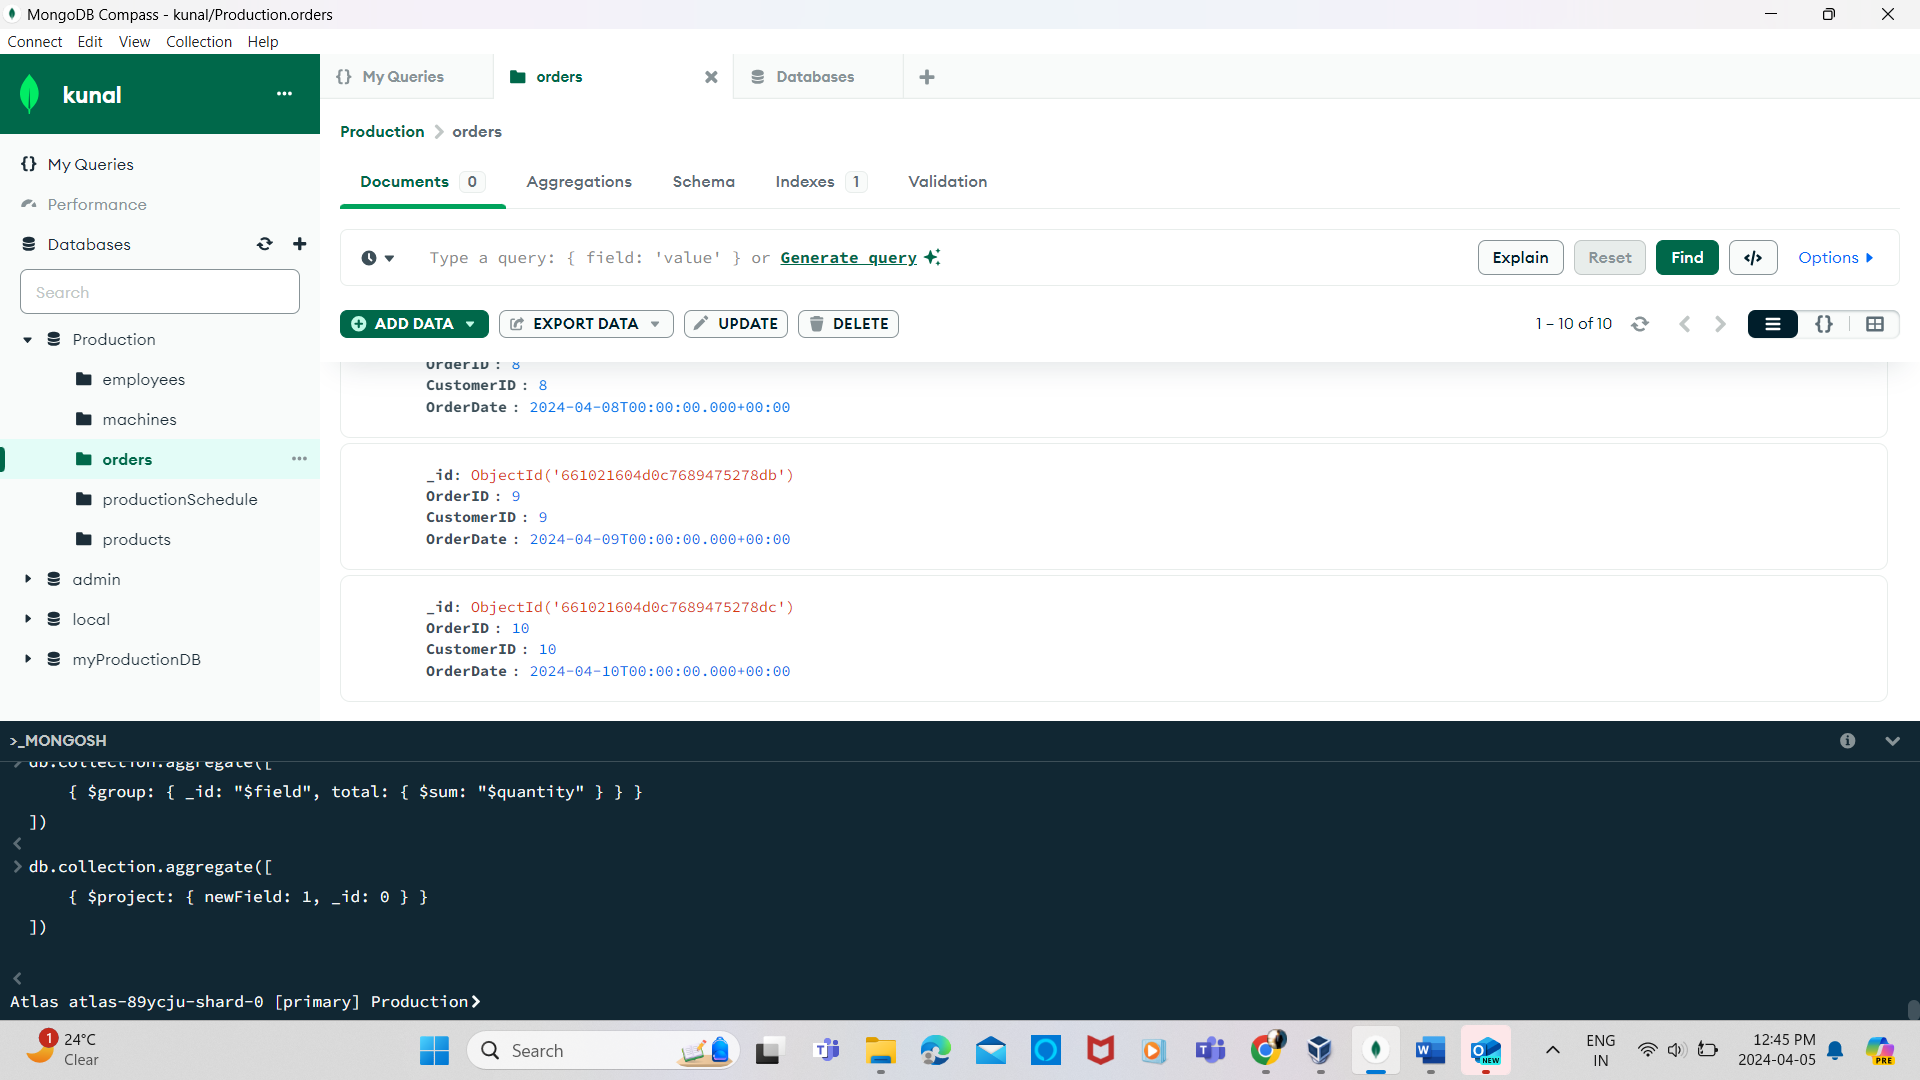 MongoDB Compass - kunal/Production.orders
Connect Edit View Collection Help
kunal
My Queries
orders
Databases
Production > orders
My Queries
Performance
Databases
Search
Production
employees
machines
orders
productionSchedule
products
admin
local
myProductionDB
Documents 0 Aggregations Schema Indexes 1 Validation
Type a query: { field: 'value' } or Generate query
Explain Reset Find </> Options
ADD DATA EXPORT DATA UPDATE DELETE
1 – 10 of 10 {}
OrderID : 8
CustomerID : 8
OrderDate : 2024-04-08T00:00:00.000+00:00
_id: ObjectId('661021604d0c7689475278db')
OrderID : 9
CustomerID : 9
OrderDate : 2024-04-09T00:00:00.000+00:00
_id: ObjectId('661021604d0c7689475278dc')
OrderID : 10
CustomerID : 10
OrderDate : 2024-04-10T00:00:00.000+00:00
>_MONGOSH
> db.collection.aggregate([
{ $group: { _id: "$field", total: { $sum: "$quantity" } } }
])
<
> db.collection.aggregate([
{ $project: { newField: 1, _id: 0 } }
])
<
Atlas atlas-89ycju-shard-0 [primary] Production>
1
24°C
Clear
Search
NEW
ENG
IN
12:45 PM
2024-04-05
PRE